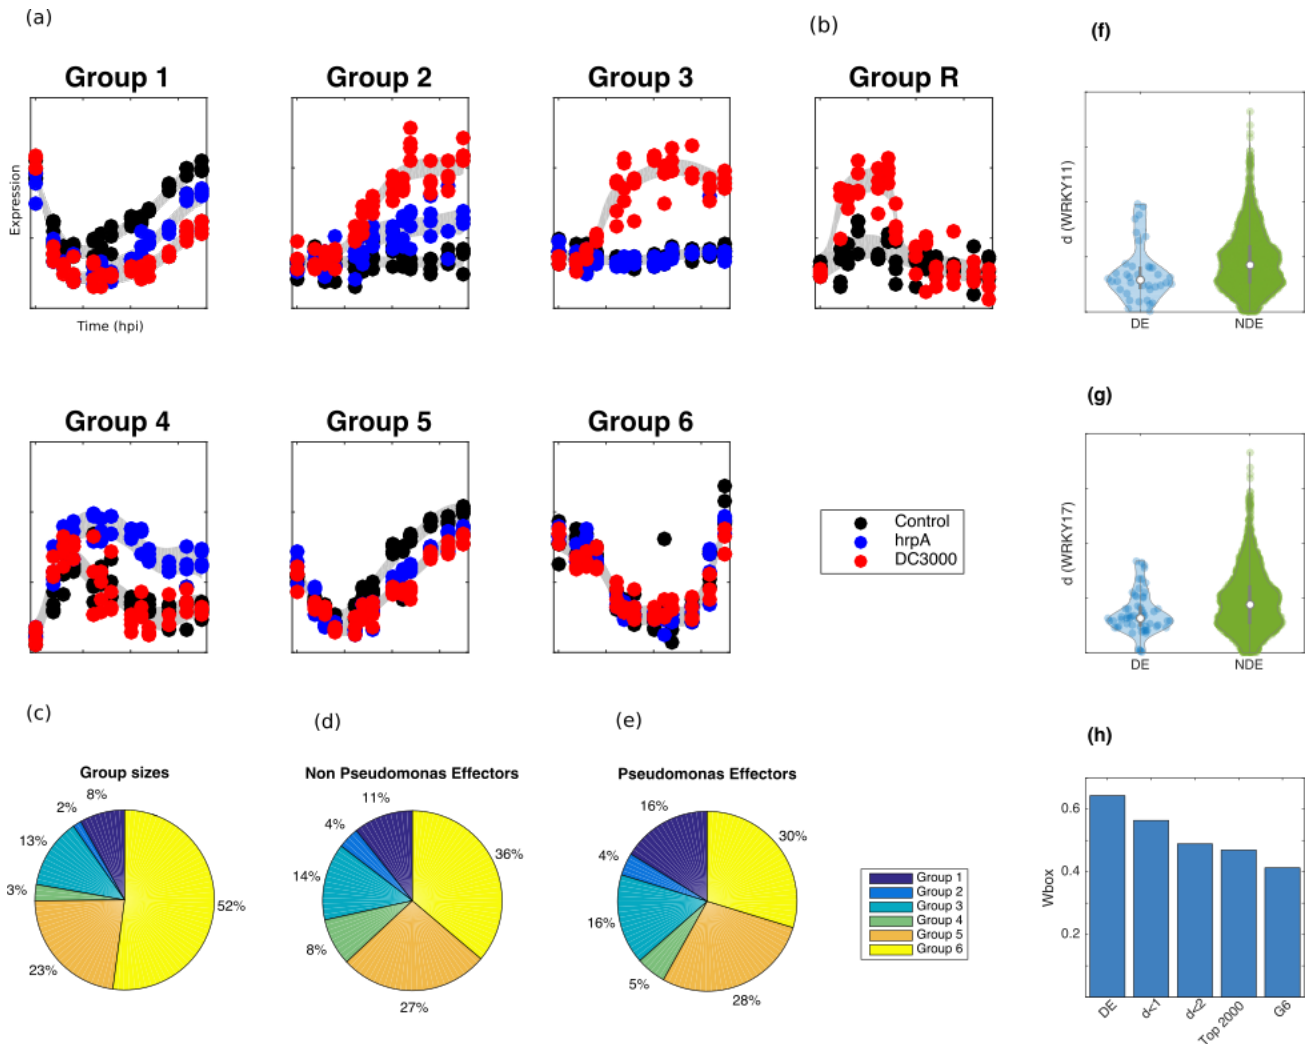 (a)
(b)
(f)
Group 1
Group 2
Group 3
Group R
Expression
Time (hpi)
d (WRKY11)
DE
NDE
Group 4
Group 5
Group 6
Control
hrpA
DC3000
(g)
d (WRKY17)
DE
NDE
(c)
(d)
(e)
(h)
Group sizes
8%
2%
13%
3%
23%
52%
Non Pseudomonas Effectors
11%
4%
14%
8%
27%
36%
Pseudomonas Effectors
16%
4%
16%
5%
28%
30%
Group 1
Group 2
Group 3
Group 4
Group 5
Group 6
Wbox
0.6
0.4
0.2
DE
d<1
d<2
Top 2000
G6